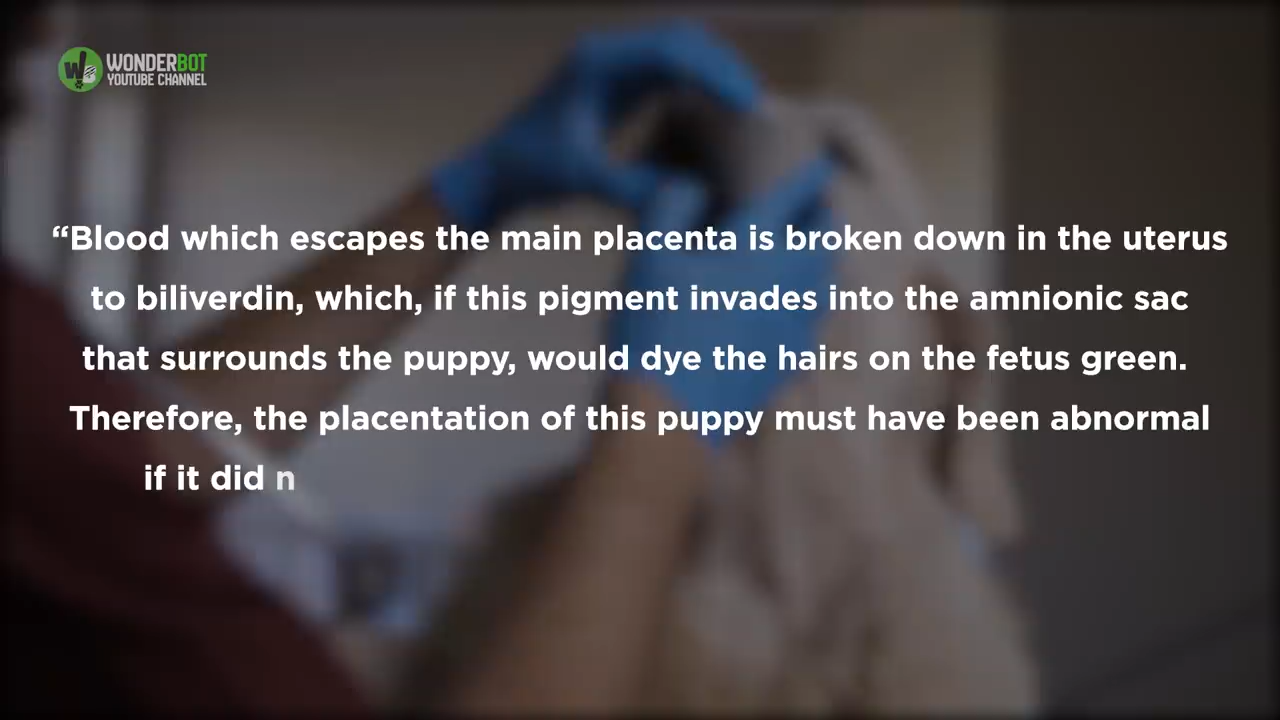 WONDERBOT
YOUTUBE CHANNEL
“Blood which escapes the main placenta is broken down in the uterus
to biliverdin, which, if this pigment invades into the amnionic sac
that surrounds the puppy, would dye the hairs on the fetus green.
Therefore, the placentation of this puppy must have been abnormal
if it did n